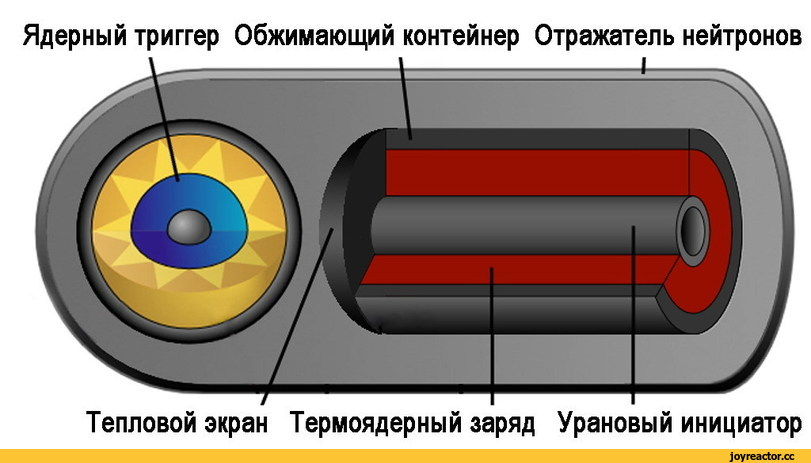 Ядерный триггер Обжимающий контейнер Отражатель нейтронов
Тепловой экран Термоядерный заряд Урановый инициатор
joyreactor.cc